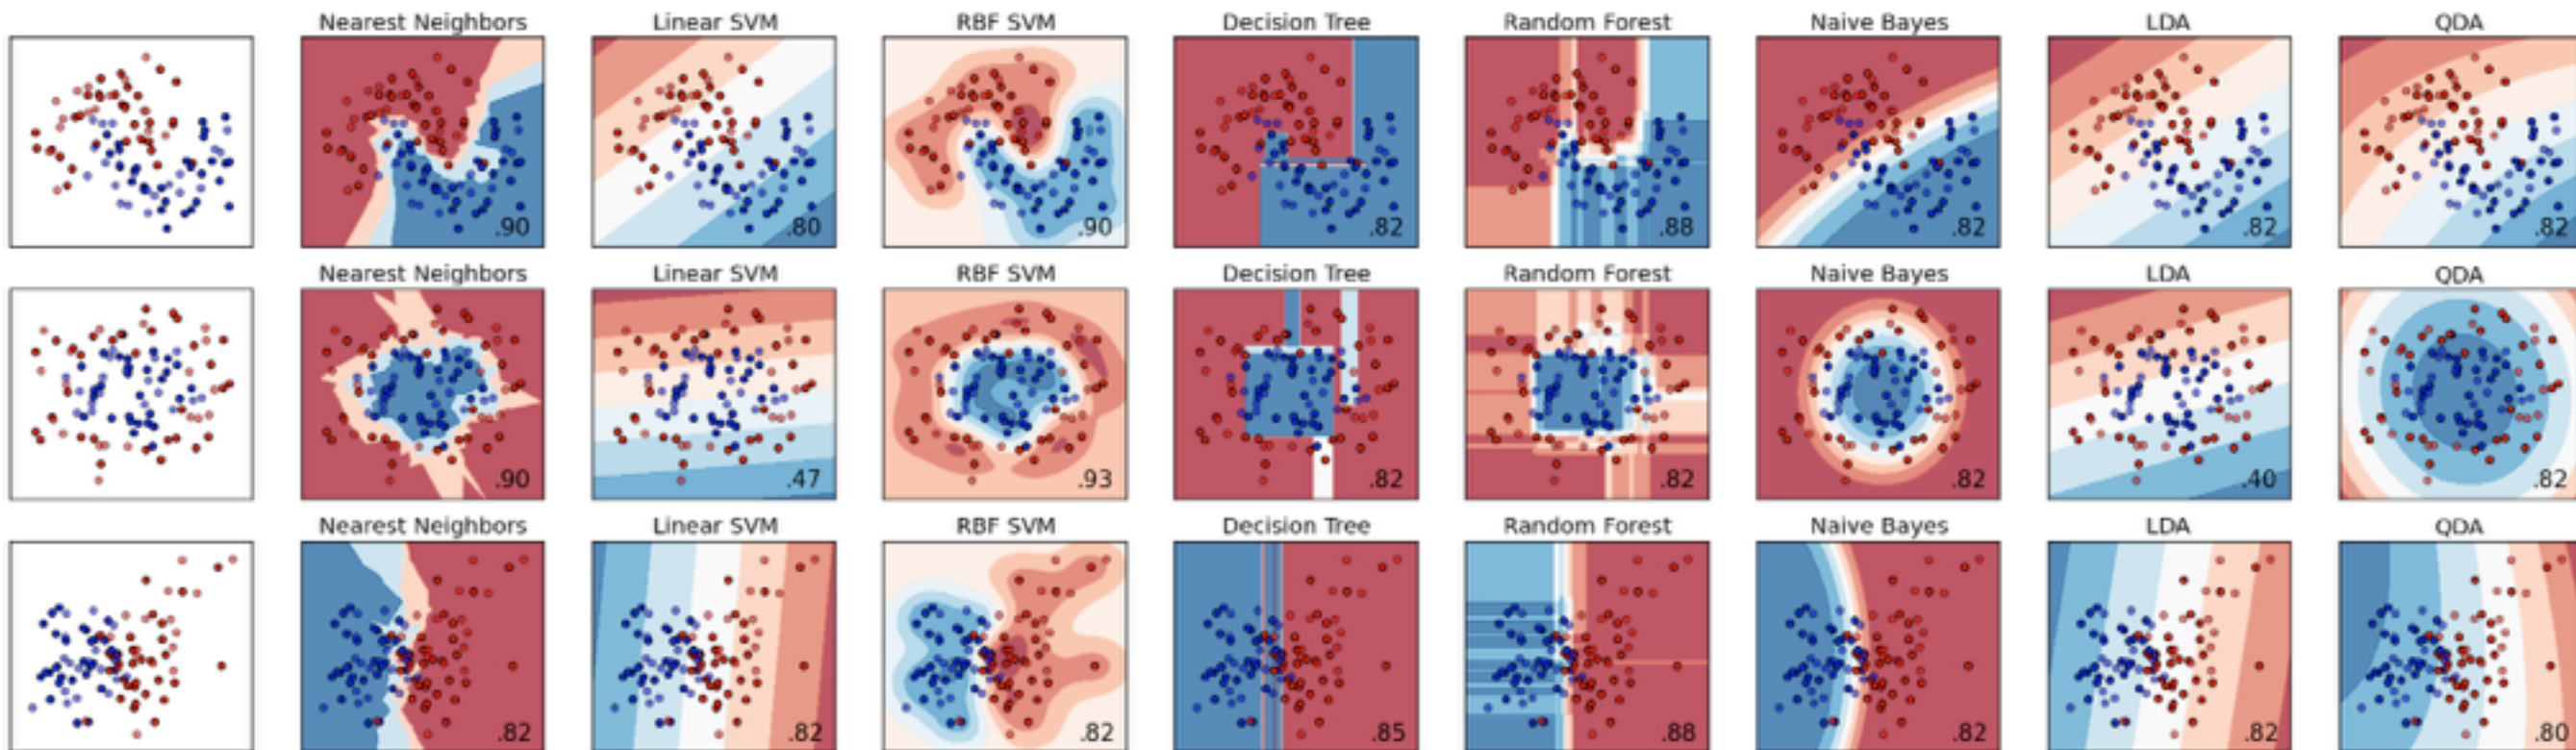 Nearest Neighbors Linear SVM RBF SVM Decision Tree Random Forest Naive Bayes LDA QDA
.90 .80 .90 .82 .88 .82 .82 .82
Nearest Neighbors Linear SVM RBF SVM Decision Tree Random Forest Naive Bayes LDA QDA
.90 .47 .93 .82 .82 .82 .40 .82
Nearest Neighbors Linear SVM RBF SVM Decision Tree Random Forest Naive Bayes LDA QDA
.82 .82 .82 .85 .88 .82 .82 .80